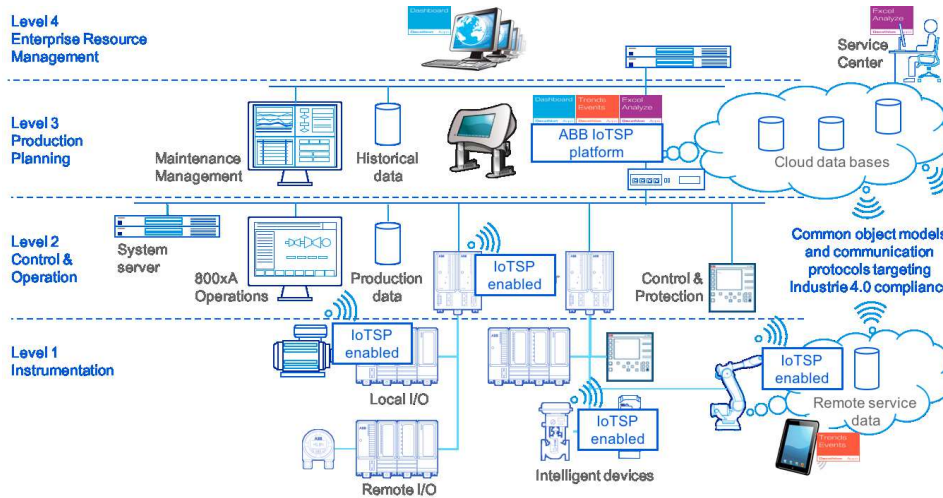 Level 4
Enterprise Resource
Management
Dashboard
Excel
Analyze
Service
Center
Level 3
Production
Planning
Maintenance
Management
Historical
data
Dashboard
Trends
Events
Excel
Analyze
ABB IoTSP
platform
Cloud data bases
Level 2
Control &
Operation
System
server
800xA
Operations
Production
data
IoTSP
enabled
Control &
Protection
Common object models
and communication
protocols targeting
Industrie 4.0 complianc
Level 1
Instrumentation
IoTSP
enabled
Local I/O
Remote I/O
IoTSP
enabled
Intelligent devices
IoTSP
enabled
Remote service
data
Trends
Events